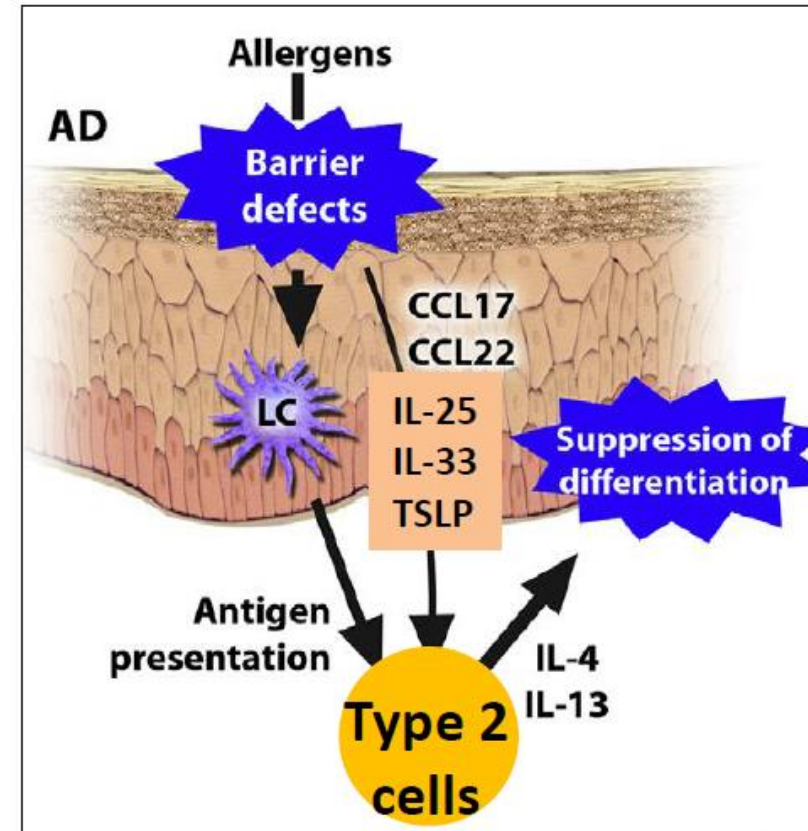 Allergens
AD
Barrier
defects
CCL17
CCL22
LC
IL-25
IL-33
TSLP
Suppression of
differentiation
Antigen
presentation
IL-4
IL-13
Type 2
cells